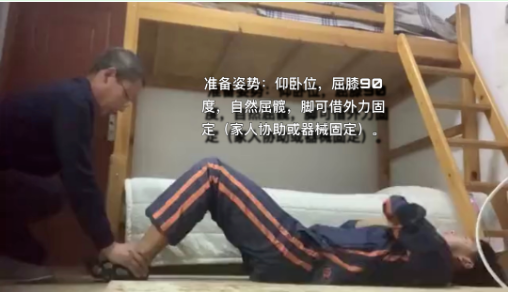 准备姿势：仰卧位，屈膝90
度，自然屈髋，脚可借外力固
定（家人协助或器械固定）。